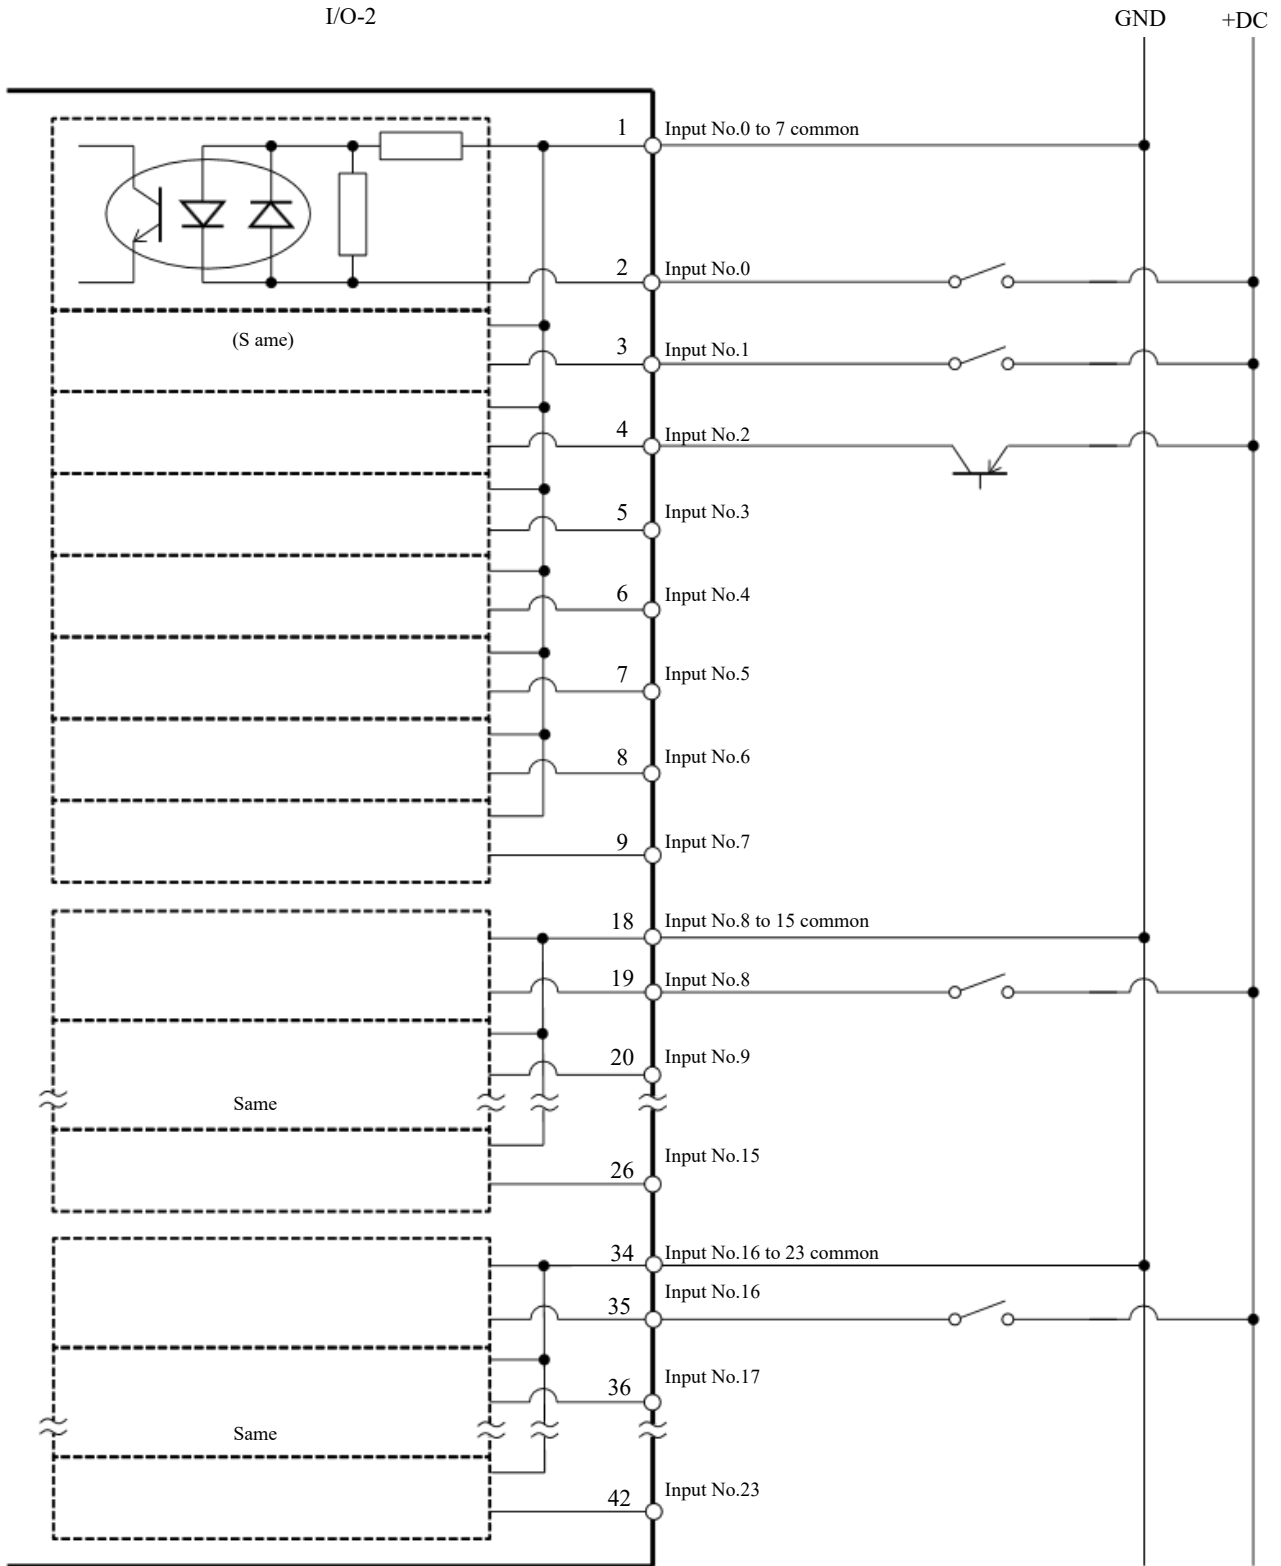 I/O-2
GND
+DC
1
Input No.0 to 7 common
2
Input No.0
(S ame)
3
Input No.1
4
Input No.2
5
Input No.3
6
Input No.4
7
Input No.5
8
Input No.6
9
Input No.7
18
Input No.8 to 15 common
19
Input No.8
20
Input No.9
Same
26
Input No.15
34
Input No.16 to 23 common
35
Input No.16
36
Input No.17
Same
42
Input No.23